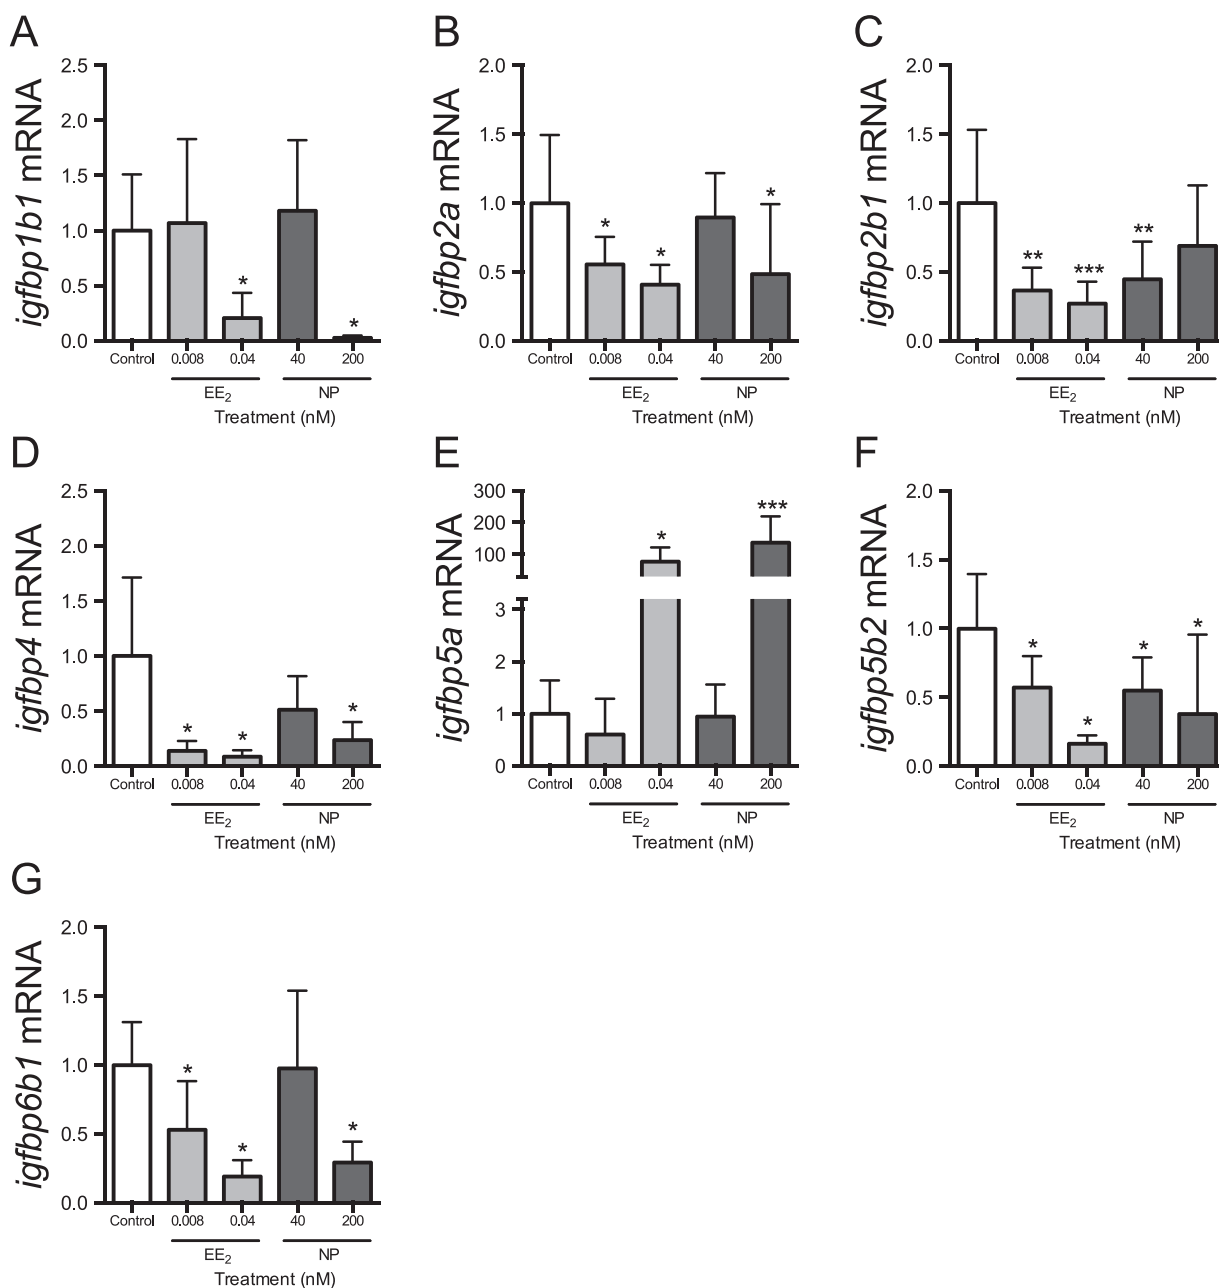 A
igfbp1b1 mRNA
2.5
2.0
1.5
1.0
0.5
0.0
*
*
Control 0.008 0.04 40 200
EE₂ NP
Treatment (nM)
B
igfbp2a mRNA
2.0
1.5
1.0
0.5
0.0
* * *
Control 0.008 0.04 40 200
EE₂ NP
Treatment (nM)
C
igfbp2b1 mRNA
2.0
1.5
1.0
0.5
0.0
** *** **
Control 0.008 0.04 40 200
EE₂ NP
Treatment (nM)
D
igfbp4 mRNA
2.5
2.0
1.5
1.0
0.5
0.0
* * *
Control 0.008 0.04 40 200
EE₂ NP
Treatment (nM)
E
igfbp5a mRNA
300
200
100
3
2
1
0
* ***
Control 0.008 0.04 40 200
EE₂ NP
Treatment (nM)
F
igfbp5b2 mRNA
2.0
1.5
1.0
0.5
0.0
* * * *
Control 0.008 0.04 40 200
EE₂ NP
Treatment (nM)
G
igfbp6b1 mRNA
2.0
1.5
1.0
0.5
0.0
* * *
Control 0.008 0.04 40 200
EE₂ NP
Treatment (nM)